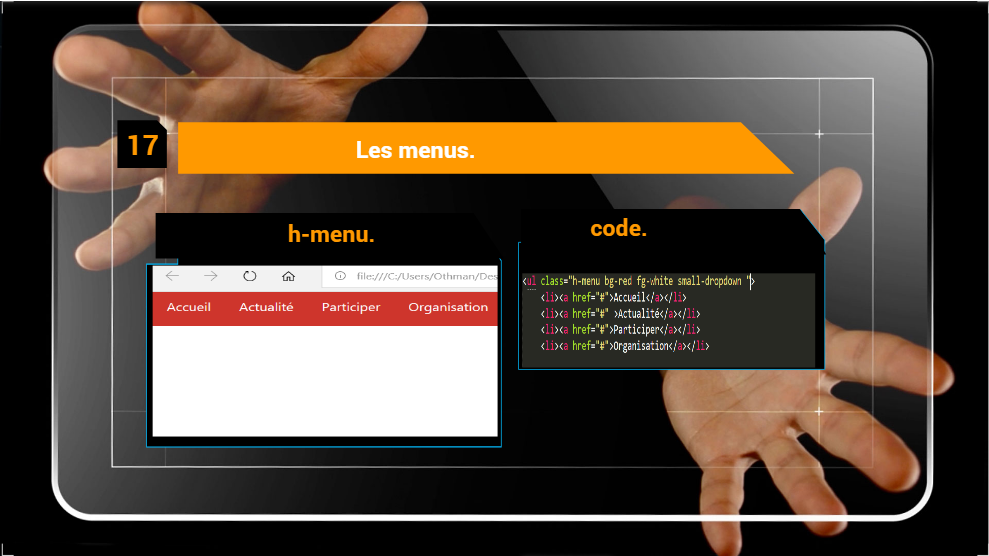 17
Les menus.
h-menu.
code.
file:///C:/Users/Othman/Des
Accueil Actualité Participer Organisation
<ul class="h-menu bg-red fg-white small-dropdown ">
<li><a href="#">Accueil</a></li>
<li><a href="#" >Actualité</a></li>
<li><a href="#">Participer</a></li>
<li><a href="#">Organisation</a></li>